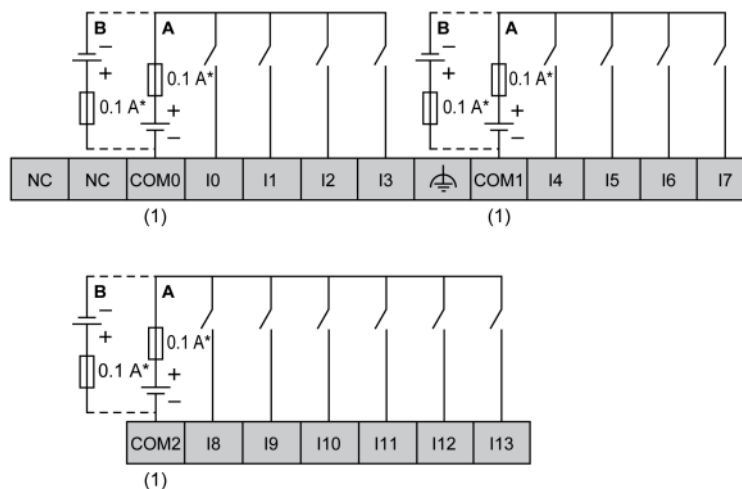 B − A B − A
+ 0.1 A* + 0.1 A*
0.1 A* + − 0.1 A* + −
NC NC COM0 I0 I1 I2 I3 COM1 I4 I5 I6 I7
(1) (1)
B − A
+ 0.1 A*
0.1 A* + −
COM2 I8 I9 I10 I11 I12 I13
(1)